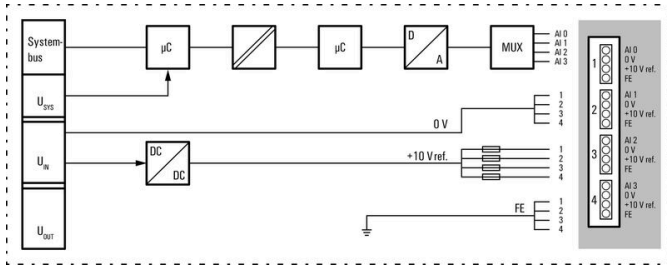 System-
bus
µC
µC
D
A
MUX
AI 0
AI 1
AI 2
AI 3
U SYS
0 V
1
2
3
4
U IN
DC
DC
+10 V ref.
1
2
3
4
FE
1
2
3
4
U OUT
1
AI 0
0 V
+10 V ref.
FE
2
AI 1
0 V
+10 V ref.
FE
3
AI 2
0 V
+10 V ref.
FE
4
AI 3
0 V
+10 V ref.
FE